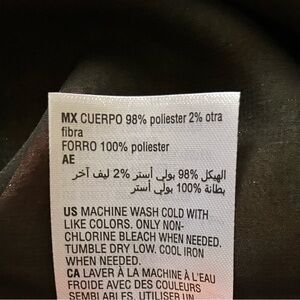 MX CUERPO 98% poliester 2% otra
fibra
FORRO 100% poliester
AE
الهيكل 98% بولي أستر 2% ليف آخر
بطانة 100% بولي أستر
US MACHINE WASH COLD WITH
LIKE COLORS. ONLY NON-
CHLORINE BLEACH WHEN NEEDED.
TUMBLE DRY LOW. COOL IRON
WHEN NEEDED.
CA LAVER À LA MACHINE À L'EAU
FROIDE AVEC DES COULEURS
SEMBLABLES. UTILISER UN